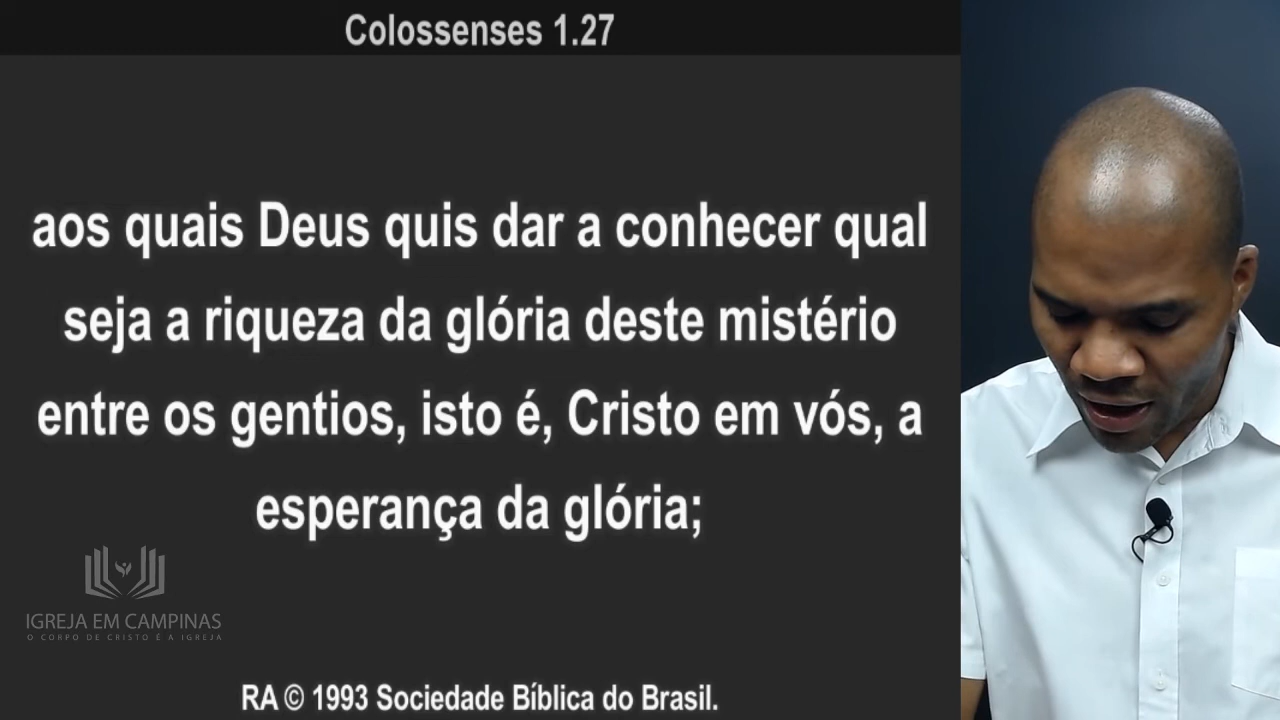 Colossenses 1.27
aos quais Deus quis dar a conhecer qual
seja a riqueza da glória deste mistério
entre os gentios, isto é, Cristo em vós, a
esperança da glória;
IGREJA EM CAMPINAS
O CORPO DE CRISTO É A IGREJA
RA © 1993 Sociedade Bíblica do Brasil.